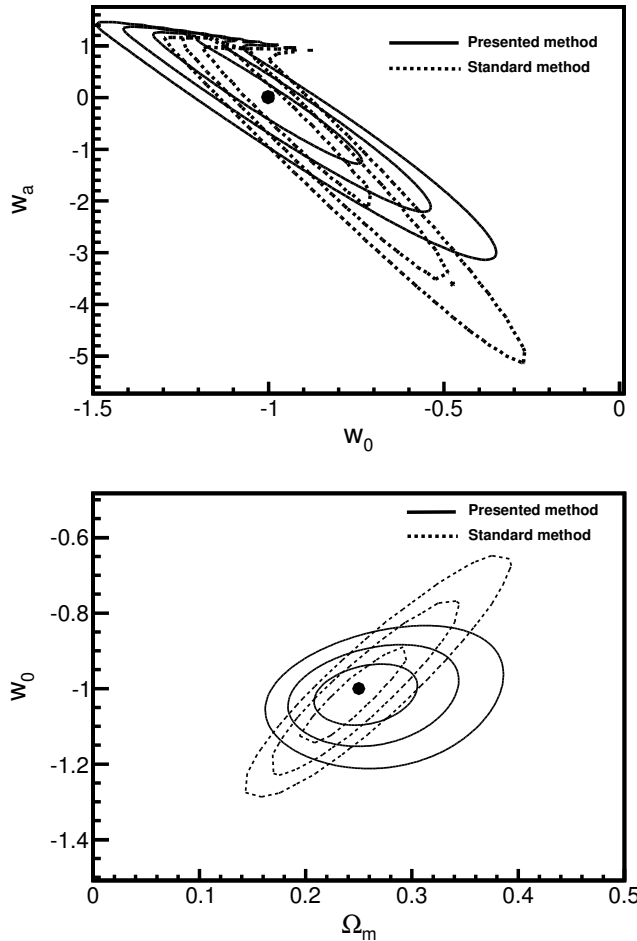 Presented method
Standard method
1
0
-1
-2
-3
-4
-5
w_a
-1.5 -1 -0.5 0
w_0
Presented method
Standard method
-0.6
-0.8
-1
-1.2
-1.4
w_0
0 0.1 0.2 0.3 0.4 0.5
Ω_m